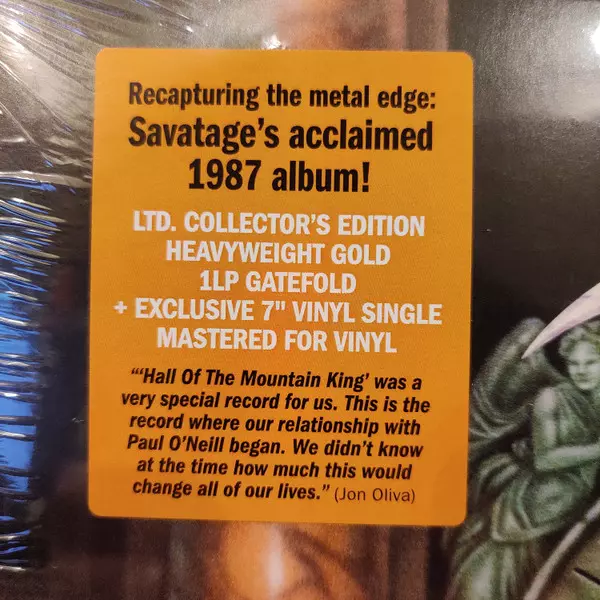 Recapturing the metal edge:
Savatage's acclaimed
1987 album!
LTD. COLLECTOR'S EDITION
HEAVYWEIGHT GOLD
1LP GATEFOLD
+ EXCLUSIVE 7" VINYL SINGLE
MASTERED FOR VINYL
“‘Hall Of The Mountain King’ was a
very special record for us. This is the
record where our relationship with
Paul O’Neill began. We didn’t know
at the time how much this would
change all of our lives.” (Jon Oliva)